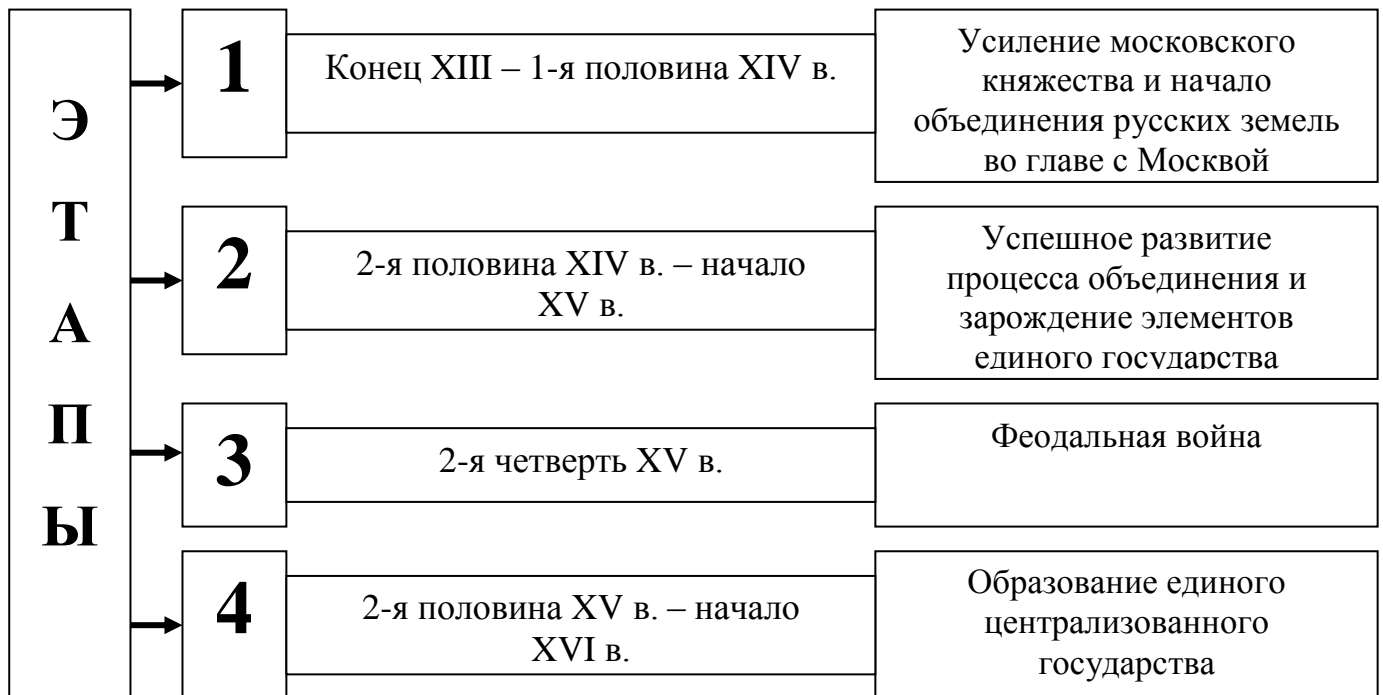 ЭТАПЫ
1
Конец XIII – 1-я половина XIV в.
Усиление московского
княжества и начало
объединения русских земель
во главе с Москвой
2
2-я половина XIV в. – начало
XV в.
Успешное развитие
процесса объединения и
зарождение элементов
единого государства
3
2-я четверть XV в.
Феодальная война
4
2-я половина XV в. – начало
XVI в.
Образование единого
централизованного
государства